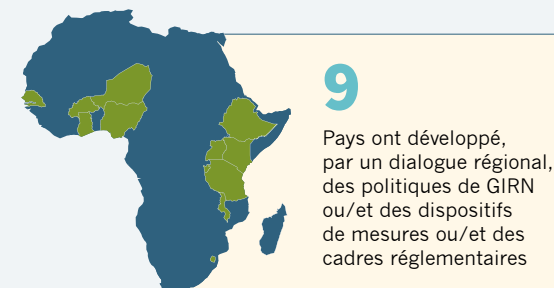 9
Pays ont développé,
par un dialogue régional,
des politiques de GIRN
ou/et des dispositifs
de mesures ou/et des
cadres réglementaires